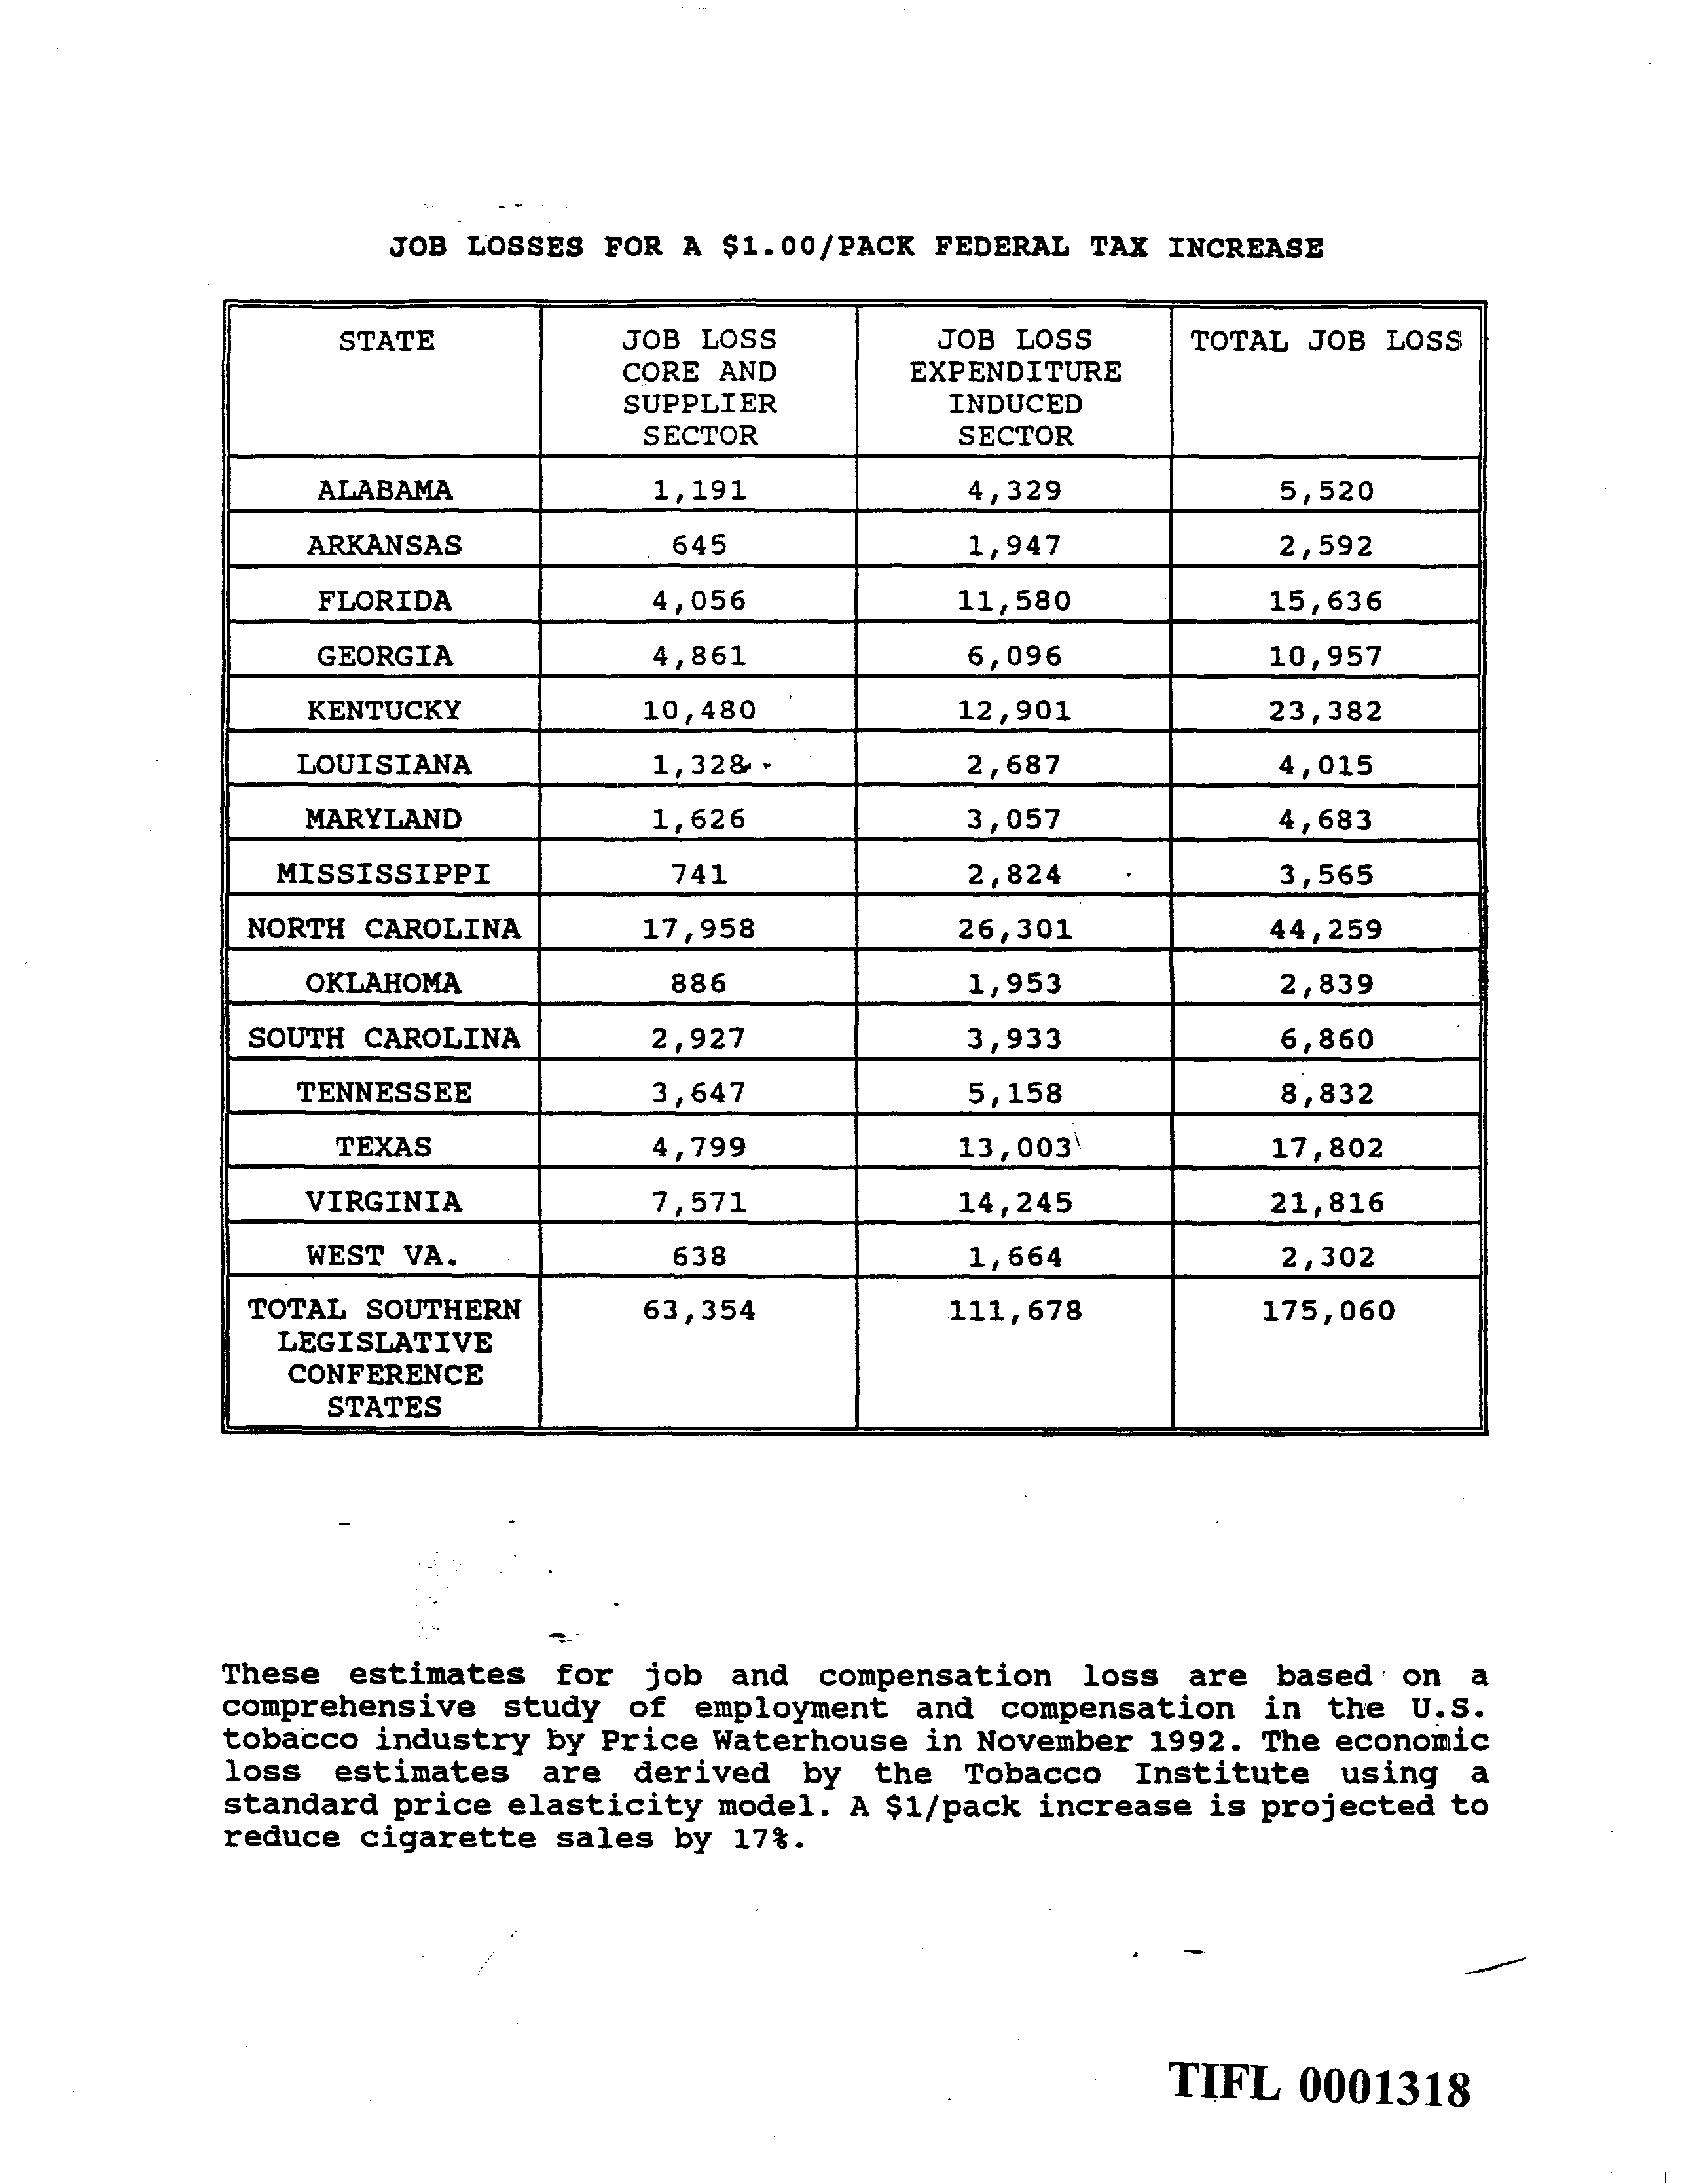 JOB LOSSES FOR A $1.00/PACK FEDERAL TAX INCREASE
STATE JOB LOSS CORE AND SUPPLIER SECTOR JOB LOSS EXPENDITURE INDUCED SECTOR TOTAL JOB LOSS
ALABAMA 1,191 4,329 5,520
ARKANSAS 645 1,947 2,592
FLORIDA 4,056 11,580 15,636
GEORGIA 4,861 6,096 10,957
KENTUCKY 10,480 12,901 23,382
LOUISIANA 1,328 2,687 4,015
MARYLAND 1,626 3,057 4,683
MISSISSIPPI 741 2,824 3,565
NORTH CAROLINA 17,958 26,301 44,259
OKLAHOMA 886 1,953 2,839
SOUTH CAROLINA 2,927 3,933 6,860
TENNESSEE 3,647 5,158 8,832
TEXAS 4,799 13,003 17,802
VIRGINIA 7,571 14,245 21,816
WEST VA. 638 1,664 2,302
TOTAL SOUTHERN LEGISLATIVE CONFERENCE STATES 63,354 111,678 175,060
These estimates for job and compensation loss are based on a
comprehensive study of employment and compensation in the U.S.
tobacco industry by Price Waterhouse in November 1992. The economic
loss estimates are derived by the Tobacco Institute using a
standard price elasticity model. A $1/pack increase is projected to
reduce cigarette sales by 17%.
TIFL 0001318